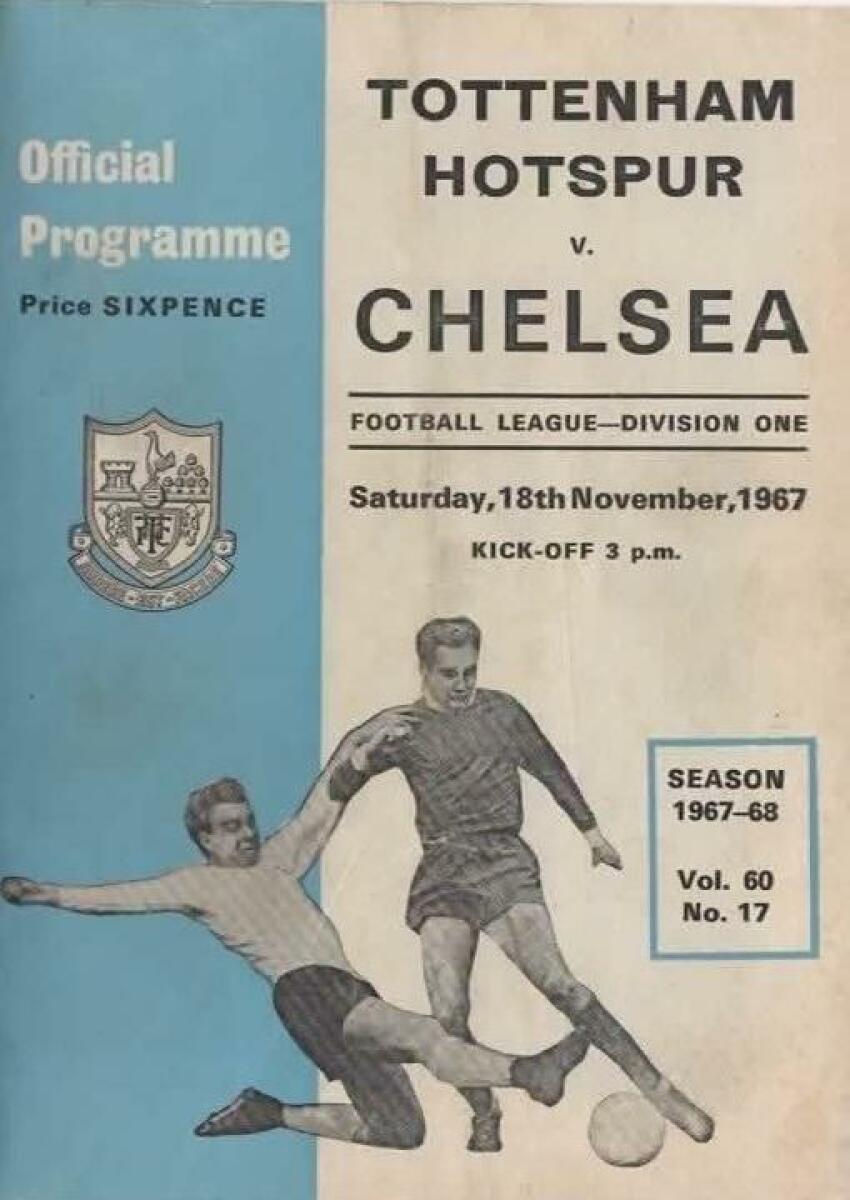 Official
Programme
Price SIXPENCE
TOTTENHAM
HOTSPUR
v.
CHELSEA
FOOTBALL LEAGUE—DIVISION ONE
Saturday, 18th November, 1967
KICK-OFF 3 p.m.
SEASON
1967–68
Vol. 60
No. 17